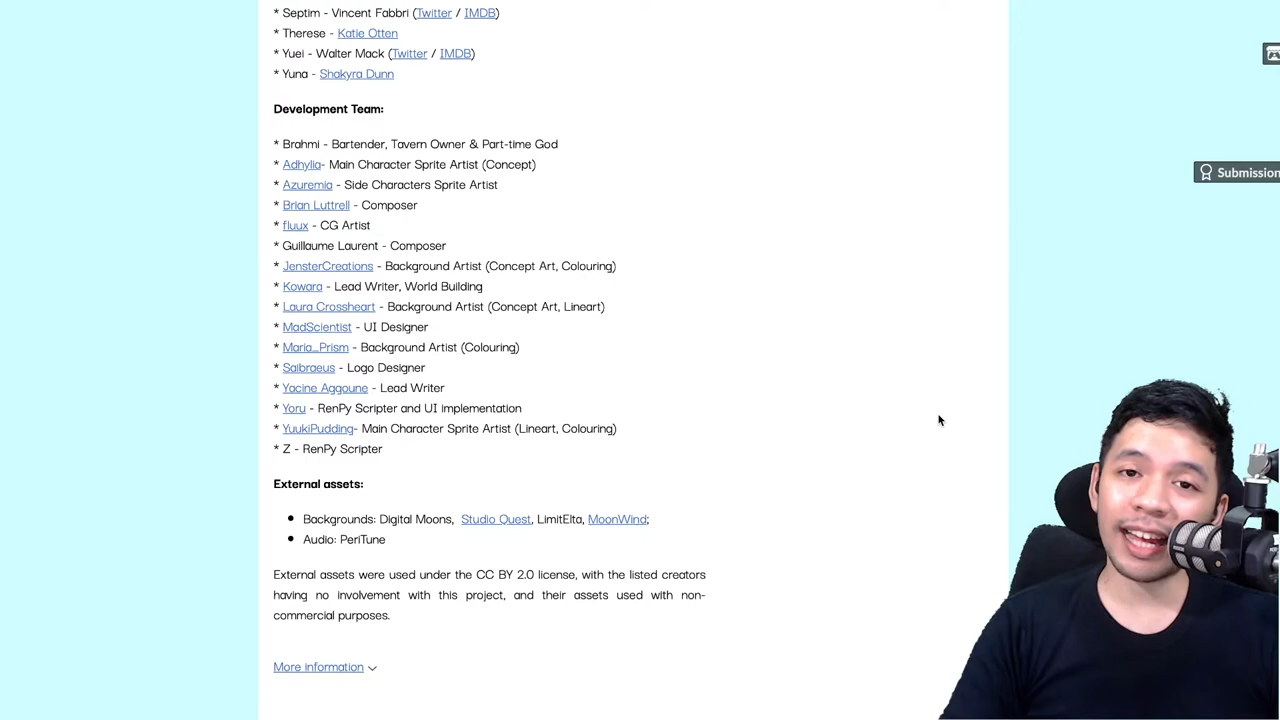 * Septim - Vincent Fabbri (Twitter / IMDB)
* Therese - Katie Otten
* Yuei - Walter Mack (Twitter / IMDB)
* Yuna - Shakyra Dunn
Development Team:
* Brahmi - Bartender, Tavern Owner & Part-time God
* Adhylia- Main Character Sprite Artist (Concept)
* Azuremia - Side Characters Sprite Artist
* Brian Luttrell - Composer
* fluux - CG Artist
* Guillaume Laurent - Composer
* JensterCreations - Background Artist (Concept Art, Colouring)
* Kowara - Lead Writer, World Building
* Laura Crossheart - Background Artist (Concept Art, Lineart)
* MadScientist - UI Designer
* Maria_Prism - Background Artist (Colouring)
* Saibraeus - Logo Designer
* Yacine Aggoune - Lead Writer
* Yoru - RenPy Scripter and UI implementation
* YuukiPudding- Main Character Sprite Artist (Lineart, Colouring)
* Z - RenPy Scripter
Submission
External assets:
● Backgrounds: Digital Moons, Studio Quest, LimitElta, MoonWind;
● Audio: PeriTune
External assets were used under the CC BY 2.0 license, with the listed creators
having no involvement with this project, and their assets used with non-
commercial purposes.
More information